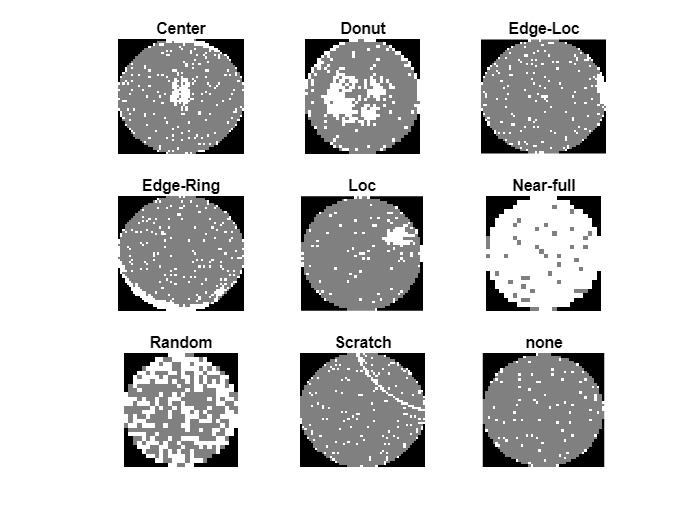 Center
Donut
Edge-Loc
Edge-Ring
Loc
Near-full
Random
Scratch
none